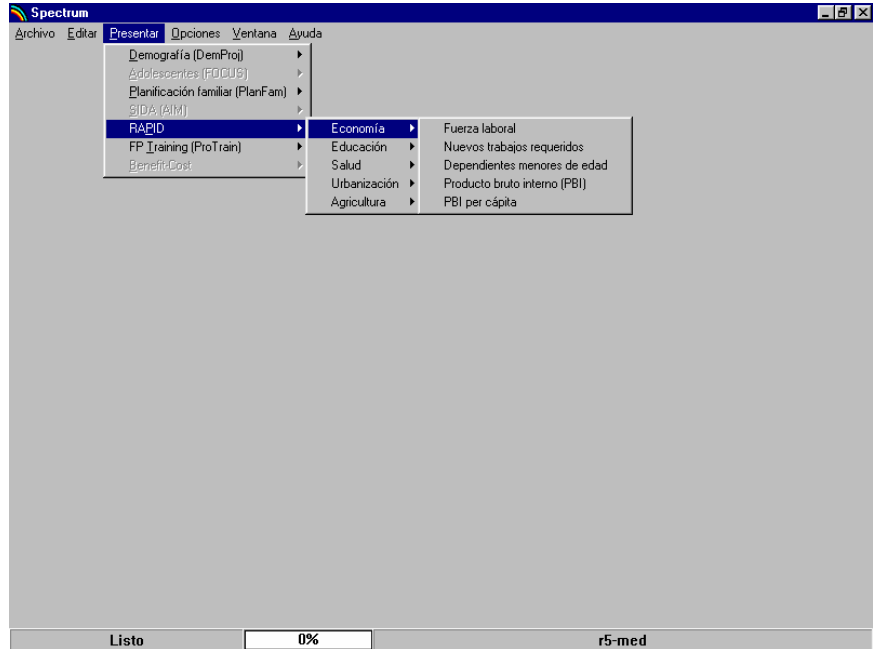 Spectrum
Archivo Editar Presentar Opciones Ventana Ayuda
Demografía (DemProj)
Adolescentes (FOCUS)
Planificación familiar (PlanFam)
SIDA (AIM)
RAPID
FP Training (ProTrain)
Benefit-Cost
Economía
Educación
Salud
Urbanización
Agricultura
Fuerza laboral
Nuevos trabajos requeridos
Dependientes menores de edad
Producto bruto interno (PBI)
PBI per cápita
Listo 0% r5-med